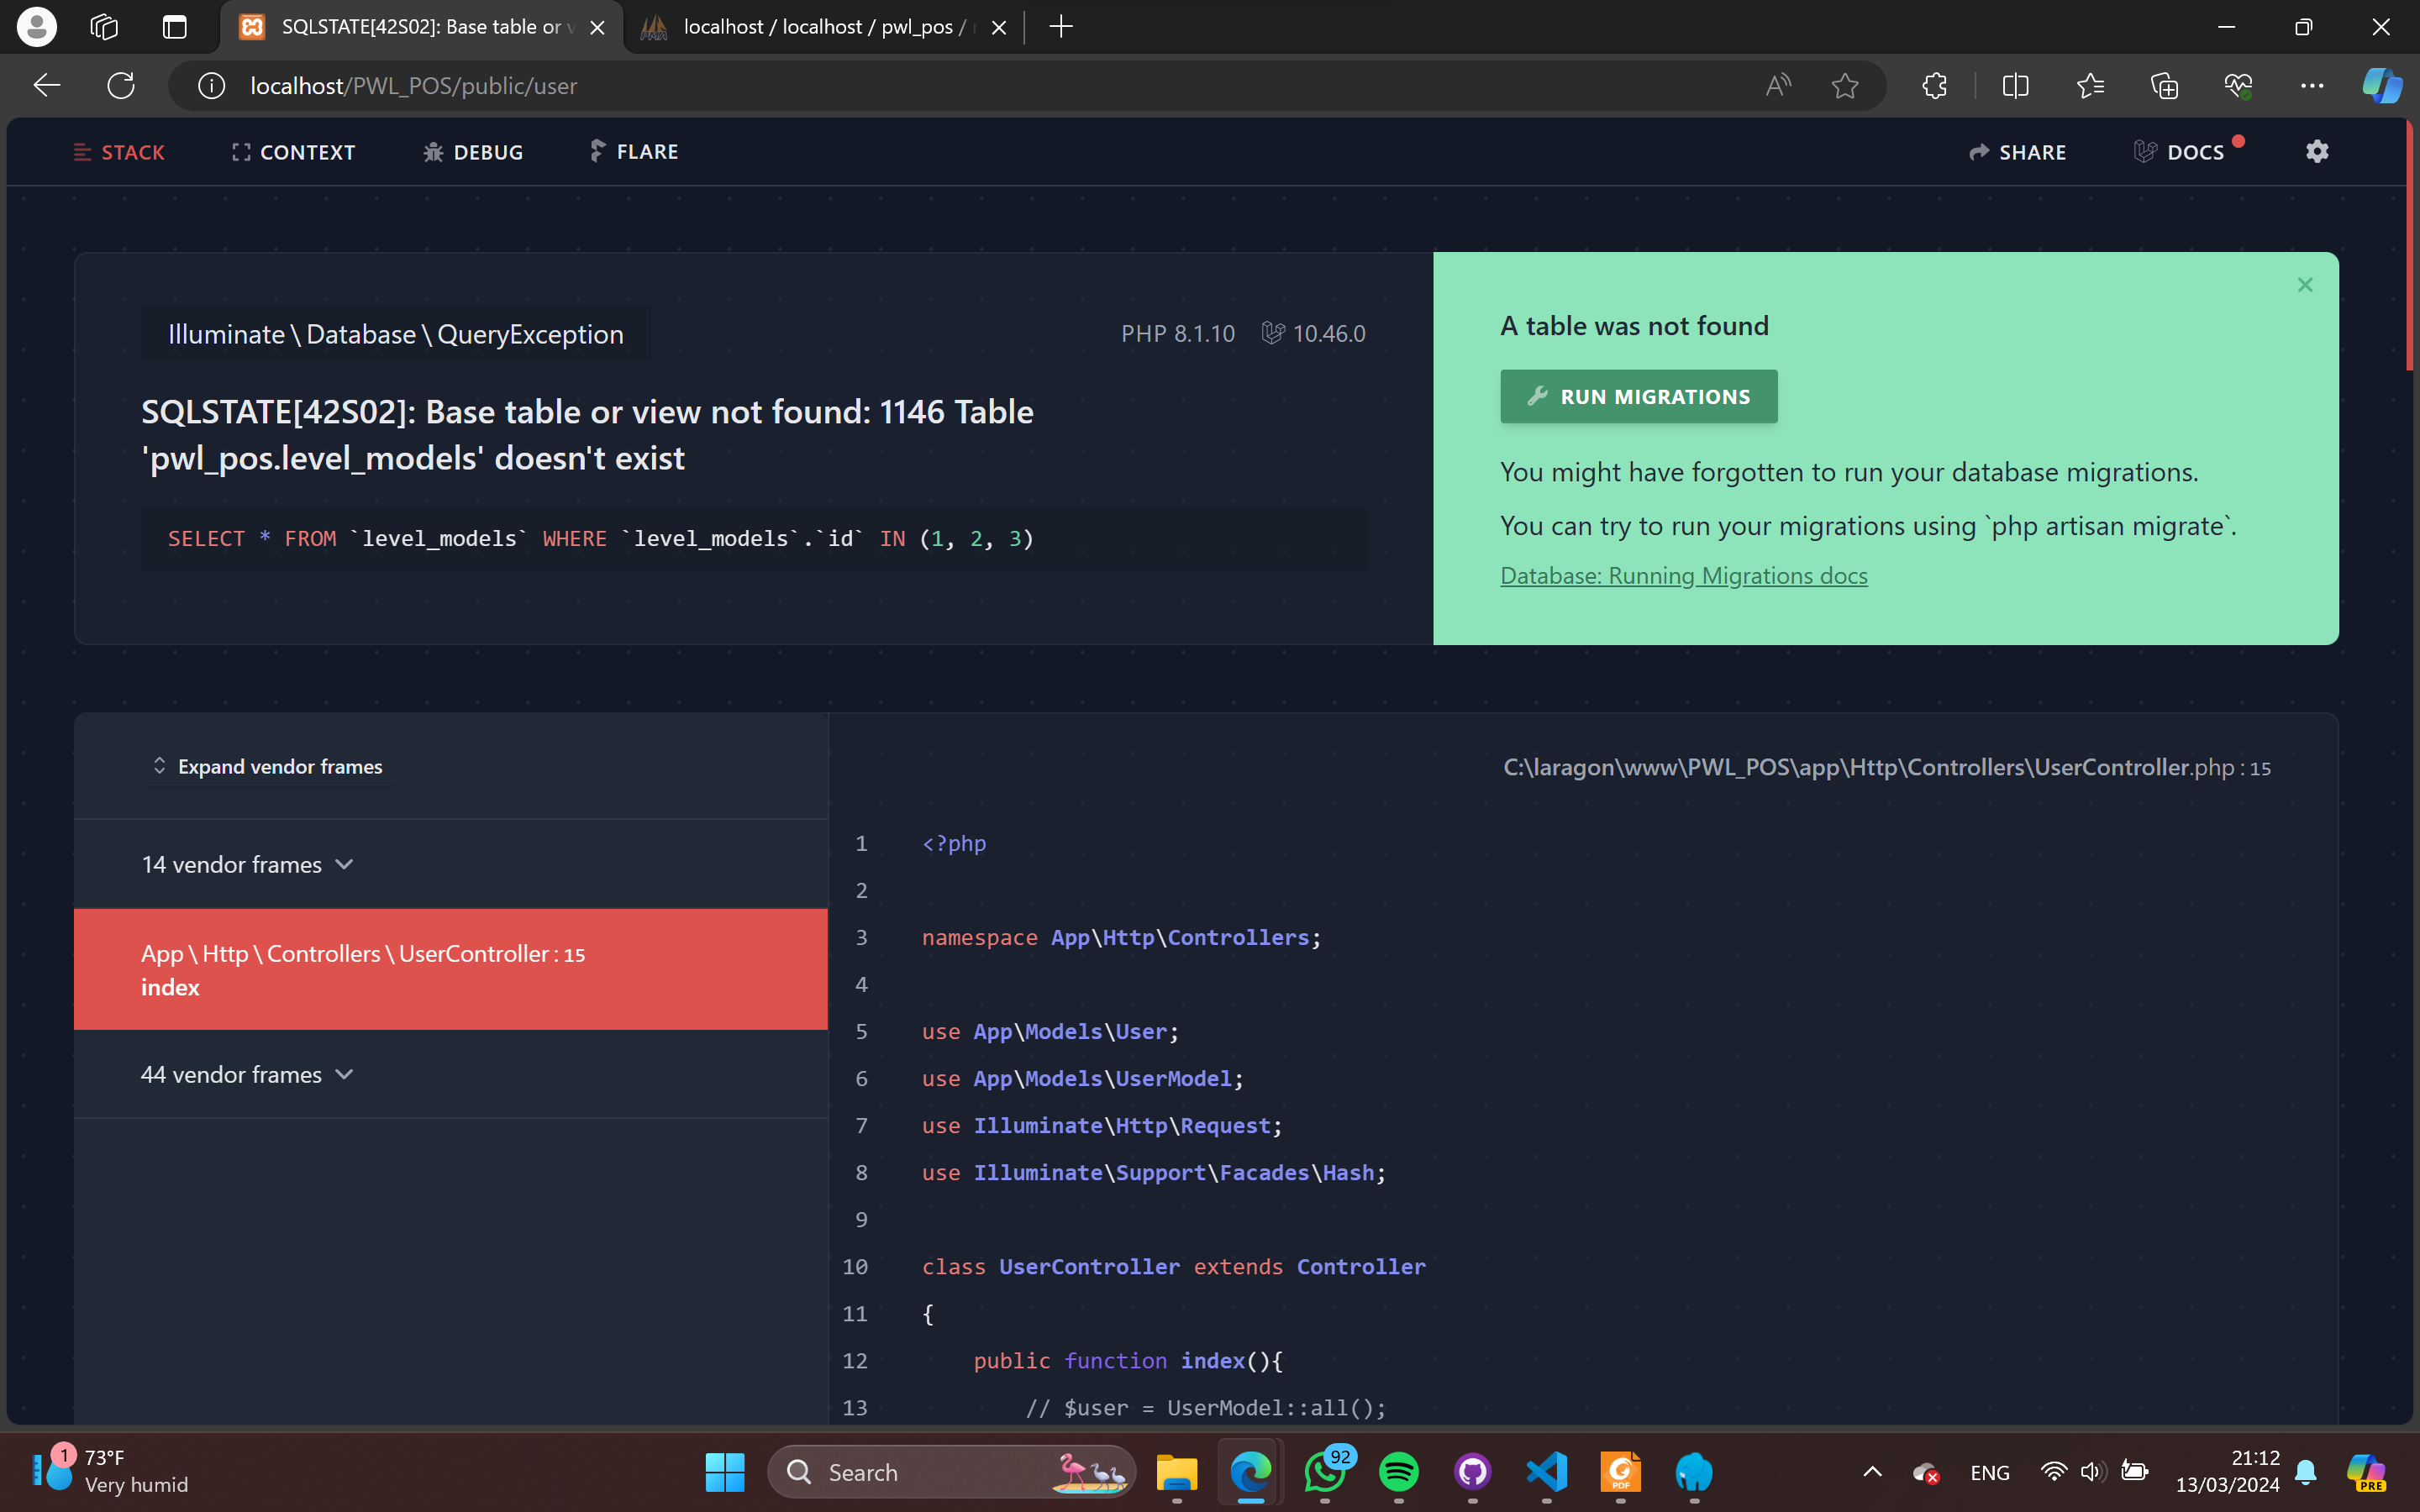 SQLSTATE[42S02]: Base table or v
localhost / localhost / pwl_pos /
localhost/PWL_POS/public/user
STACK
CONTEXT
DEBUG
FLARE
SHARE
DOCS
Illuminate \ Database \ QueryException
PHP 8.1.10
10.46.0
SQLSTATE[42S02]: Base table or view not found: 1146 Table
'pwl_pos.level_models' doesn't exist
SELECT * FROM `level_models` WHERE `level_models`.`id` IN (1, 2, 3)
A table was not found
RUN MIGRATIONS
You might have forgotten to run your database migrations.
You can try to run your migrations using `php artisan migrate`.
Database: Running Migrations docs
Expand vendor frames
14 vendor frames
App \ Http \ Controllers \ UserController : 15
index
44 vendor frames
C:\laragon\www\PWL_POS\app\Http\Controllers\UserController.php : 15
1 <?php
2
3 namespace App\Http\Controllers;
4
5 use App\Models\User;
6 use App\Models\UserModel;
7 use Illuminate\Http\Request;
8 use Illuminate\Support\Facades\Hash;
9
10 class UserController extends Controller
11 {
12 public function index(){
13 // $user = UserModel::all();
1
73°F
Very humid
Search
92
PDF
ENG
21:12
13/03/2024
PRE